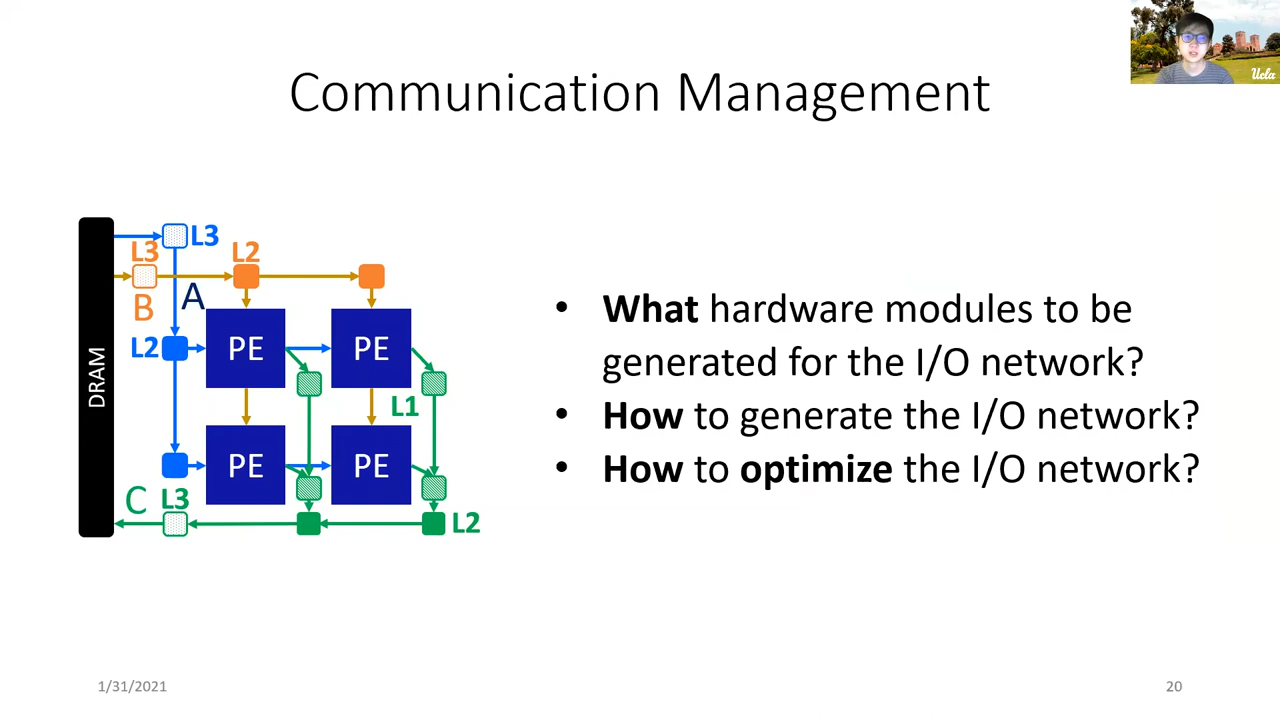 Ucla
Communication Management
L3
L3
L2
B
A
DRAM
L2
PE
PE
L1
PE
PE
C
L3
L2
• What hardware modules to be
generated for the I/O network?
• How to generate the I/O network?
• How to optimize the I/O network?
1/31/2021
20